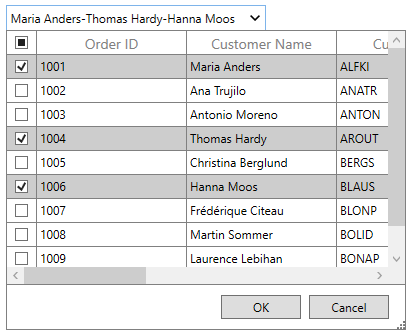 Maria Anders-Thomas Hardy-Hanna Moos
Order ID Customer Name Cu
1001 Maria Anders ALFKI
1002 Ana Trujilo ANATR
1003 Antonio Moreno ANTON
1004 Thomas Hardy AROUT
1005 Christina Berglund BERGS
1006 Hanna Moos BLAUS
1007 Frédérique Citeau BLONP
1008 Martin Sommer BOLID
1009 Laurence Lebihan BONAP
OK Cancel